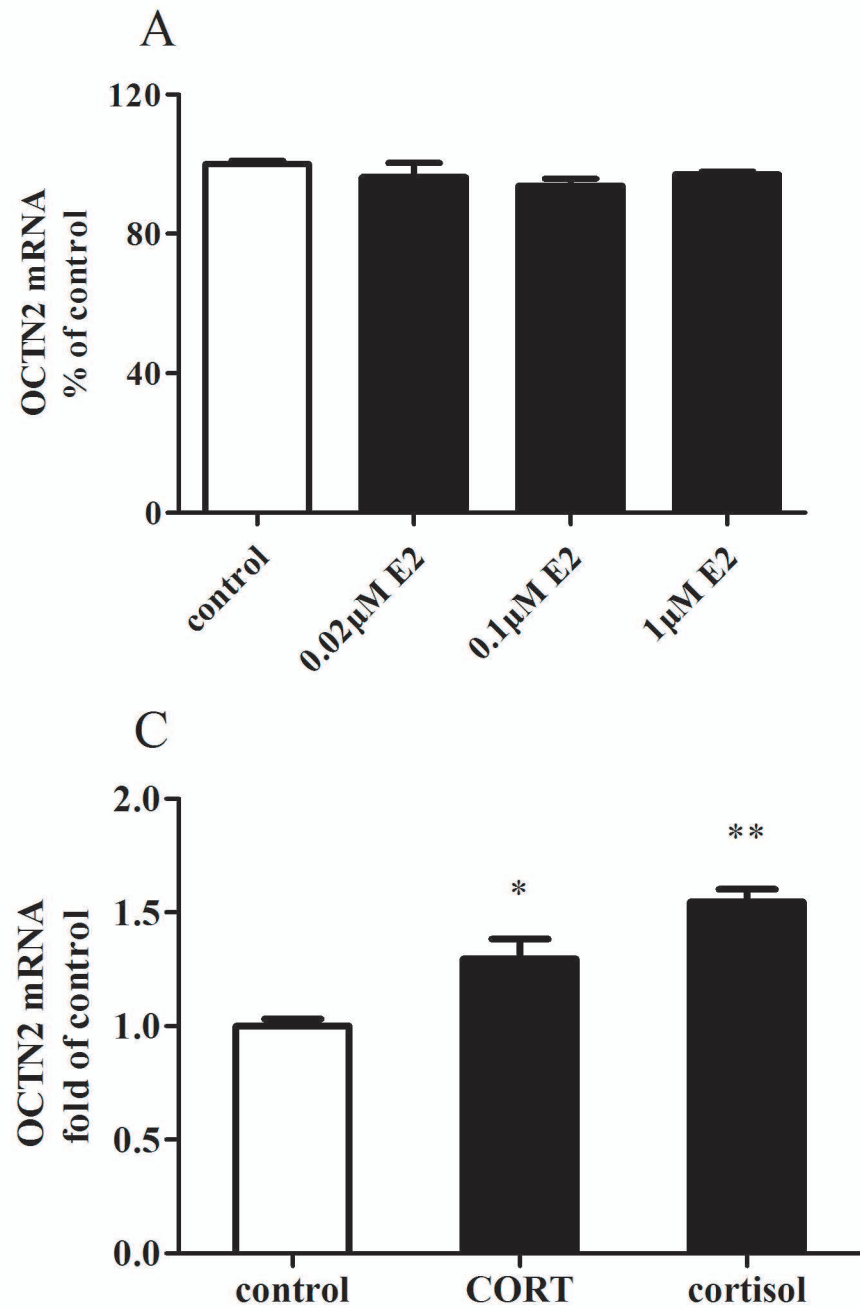 A
120
80
40
0
OCTN2 mRNA
% of control
control
0.02μM E2
0.1μM E2
1μM E2
C
2.0
1.5
1.0
0.5
0.0
OCTN2 mRNA
fold of control
*
**
control
CORT
cortisol